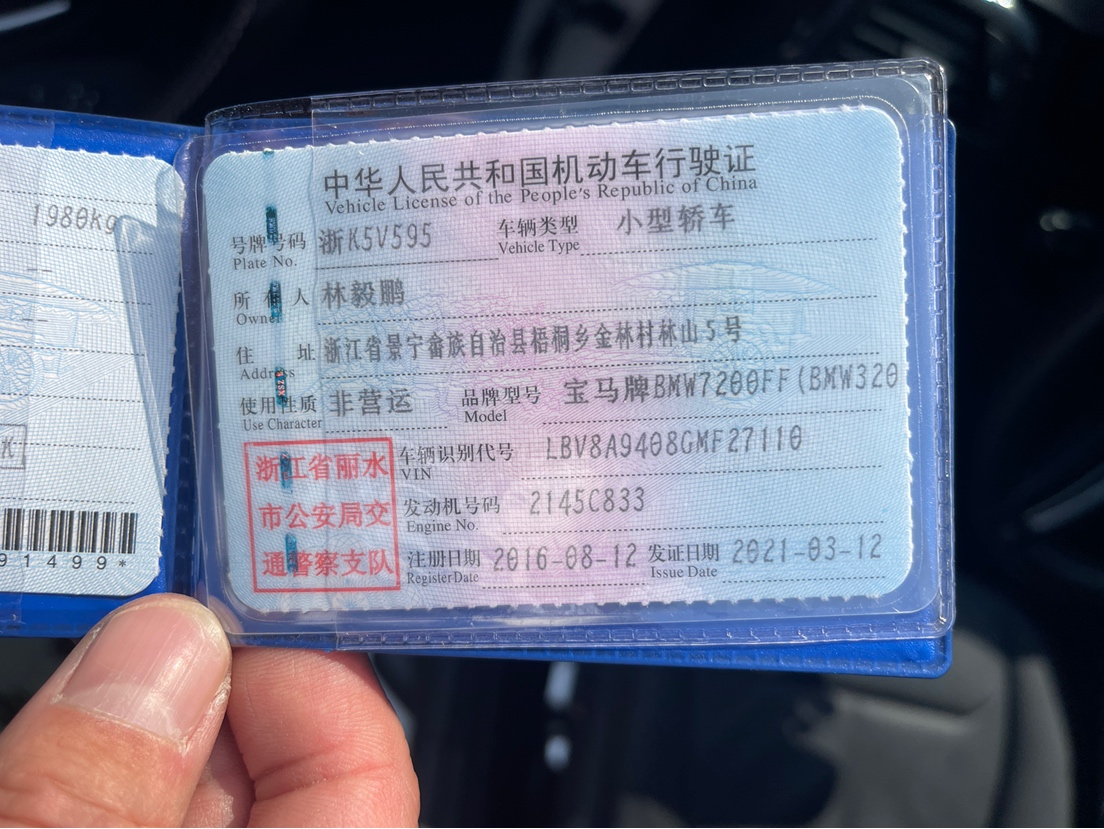 1980kg
91499*
中华人民共和国机动车行驶证
Vehicle License of the People's Republic of China
号牌号码 浙K5V595 车辆类型 小型轿车
Plate No. Vehicle Type
所有人 林毅鹏
Owner
住址 浙江省景宁畲族自治县梧桐乡金林村林山5号
Address
使用性质 非营运 品牌型号 宝马牌BMW7200FF(BMW320
Use Character Model
浙江省丽水
市公安局交
通警察支队
车辆识别代号 LBV8A9408GMF27110
VIN
发动机号码 2145C833
Engine No.
注册日期 2016-08-12 发证日期 2021-03-12
Register Date Issue Date